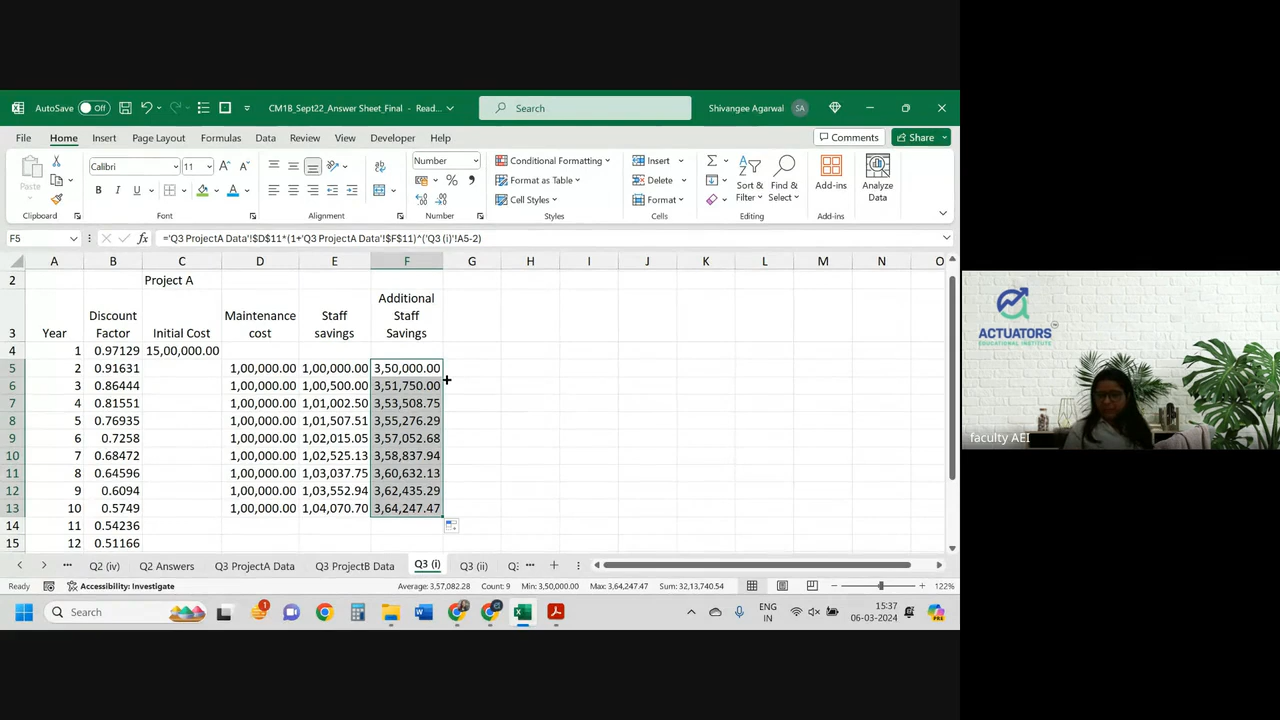 AutoSave Off CM1B_Sept22_Answer Sheet_Final - Read... Search Shivangee Agarwal SA
File Home Insert Page Layout Formulas Data Review View Developer Help Comments Share
Paste Calibri 11 Number Conditional Formatting Format as Table Cell Styles Insert Delete Format Sort & Filter Find & Select Add-ins Analyze Data
Clipboard Font Alignment Number Styles Cells Editing Add-ins
F5 ='Q3 ProjectA Data'!$D$11*(1+'Q3 ProjectA Data'!$F$11)^('Q3 (i)'!A5-2)
A B C D E F G H I J K L M N O
2 Project A
3 Year Discount Factor Initial Cost Maintenance cost Staff savings Additional Staff Savings
4 1 0.97129 15,00,000.00
5 2 0.91631 1,00,000.00 1,00,000.00 3,50,000.00
6 3 0.86444 1,00,000.00 1,00,500.00 3,51,750.00
7 4 0.81551 1,00,000.00 1,01,002.50 3,53,508.75
8 5 0.76935 1,00,000.00 1,01,507.51 3,55,276.29
9 6 0.7258 1,00,000.00 1,02,015.05 3,57,052.68
10 7 0.68472 1,00,000.00 1,02,525.13 3,58,837.94
11 8 0.64596 1,00,000.00 1,03,037.75 3,60,632.13
12 9 0.6094 1,00,000.00 1,03,552.94 3,62,435.29
13 10 0.5749 1,00,000.00 1,04,070.70 3,64,247.47
14 11 0.54236
15 12 0.51166
Q2 (iv) Q2 Answers Q3 ProjectA Data Q3 ProjectB Data Q3 (i) Q3 (ii) Q:
Ready Accessibility: Investigate Average: 3,57,082.28 Count: 9 Min: 3,50,000.00 Max: 3,64,247.47 Sum: 32,13,740.54 122%
Search ENG IN 15:37 06-03-2024
ACTUATORS
EDUCATIONAL INSTITUTE
faculty AEI